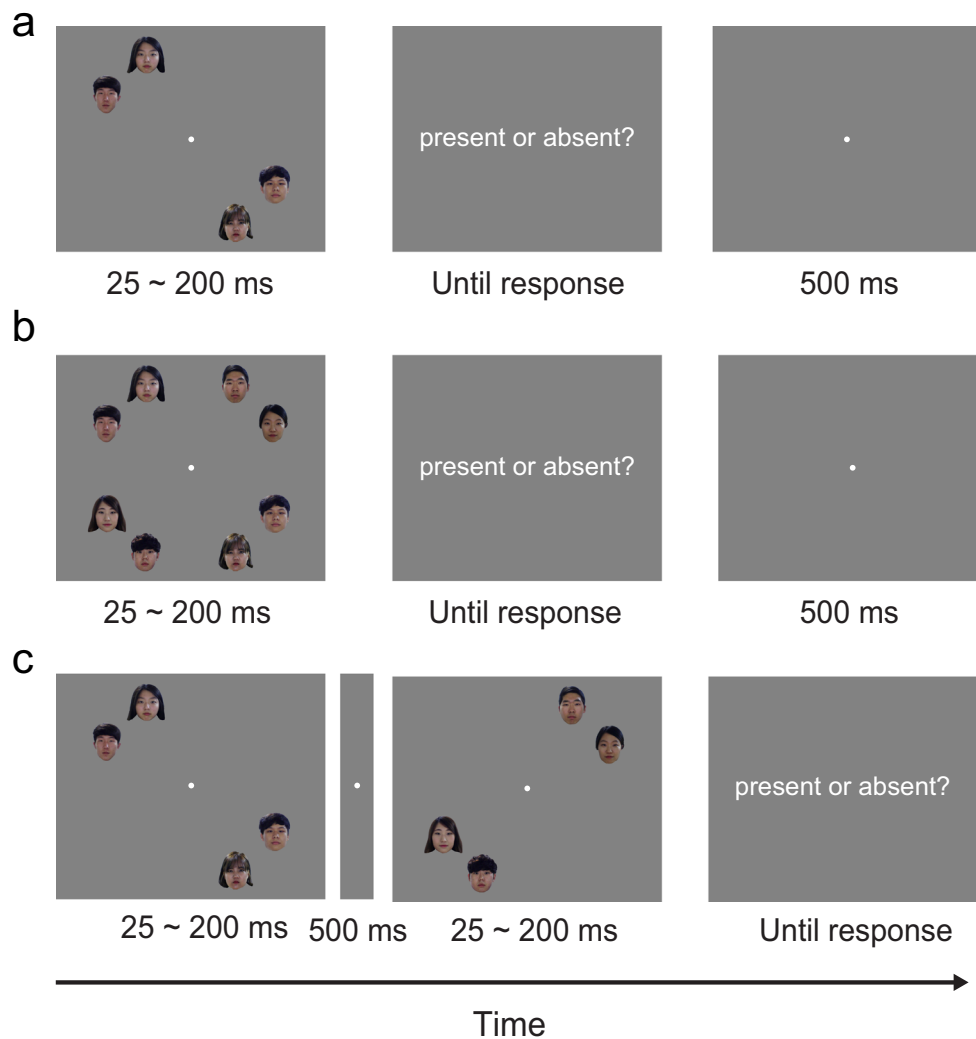 a
present or absent?
25 ~ 200 ms
Until response
500 ms
b
present or absent?
25 ~ 200 ms
Until response
500 ms
c
present or absent?
25 ~ 200 ms
500 ms
25 ~ 200 ms
Until response
Time